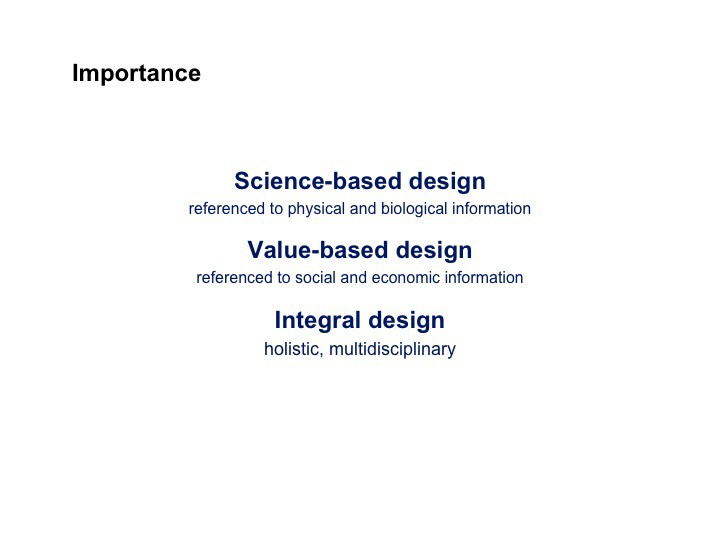 Importance
Science-based design
referenced to physical and biological information
Value-based design
referenced to social and economic information
Integral design
holistic, multidisciplinary